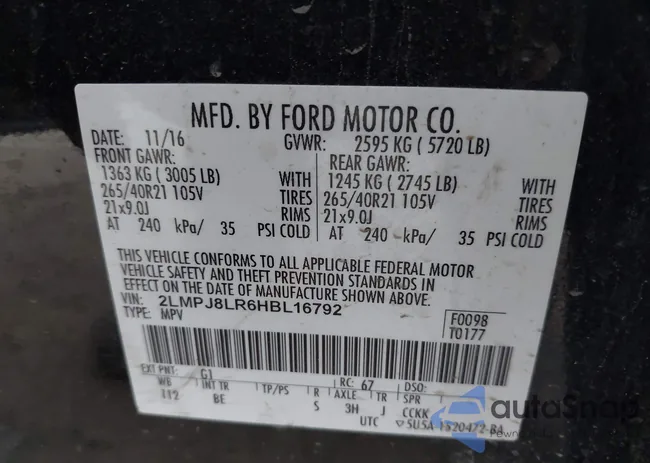 MFD. BY FORD MOTOR CO.
DATE: 11/16 GVWR: 2595 KG ( 5720 LB)
FRONT GAWR: REAR GAWR:
1363 KG ( 3005 LB) WITH 1245 KG ( 2745 LB) WITH
265/40R21 105V TIRES 265/40R21 105V TIRES
21x9.0J RIMS 21x9.0J RIMS
AT 240 kPa/ 35 PSI COLD AT 240 kPa/ 35 PSI COLD
THIS VEHICLE CONFORMS TO ALL APPLICABLE FEDERAL MOTOR
VEHICLE SAFETY AND THEFT PREVENTION STANDARDS IN
EFFECT ON THE DATE OF MANUFACTURE SHOWN ABOVE.
VIN: 2LMPJ8LR6HBL16792 F0098
TYPE: MPV T0177
EXT PNT: G1 RC: 67 DSO:
WB INT TR TP/PS R AXLE TR SPR
112 BE S 3H J CCKK
UTC ▽5U5A-1520472-BA
autoSnap
Powered by